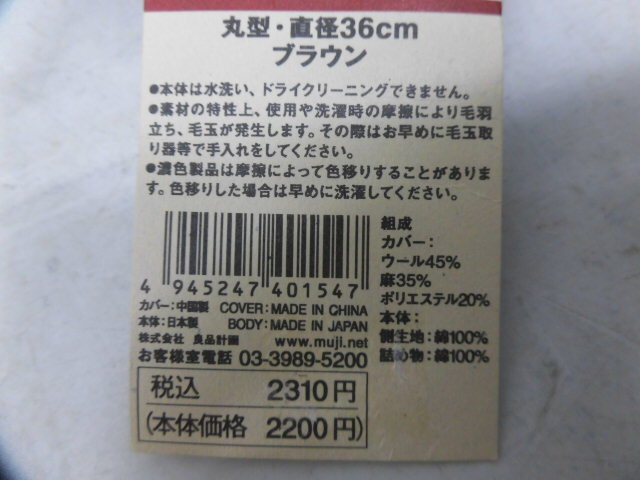 丸型・直径36cm
ブラウン
●本体は水洗い、ドライクリーニングできません。
●素材の特性上、使用や洗濯時の摩擦により毛羽
立ち、毛玉が発生します。その際はお早めに毛玉取
り器等で手入れをしてください。
●濃色製品は摩擦によって色移りすることがありま
す。色移りした場合は早めに洗濯してください。
4 945247 401547
カバー:中国製 COVER:MADE IN CHINA
本体:日本製 BODY:MADE IN JAPAN
株式会社 良品計画 www.muji.net
お客様室電話 03-3989-5200
組成
カバー:
ウール45%
麻35%
ポリエステル20%
本体:
側生地:綿100%
詰め物:綿100%
税込 2310円
(本体価格 2200円)